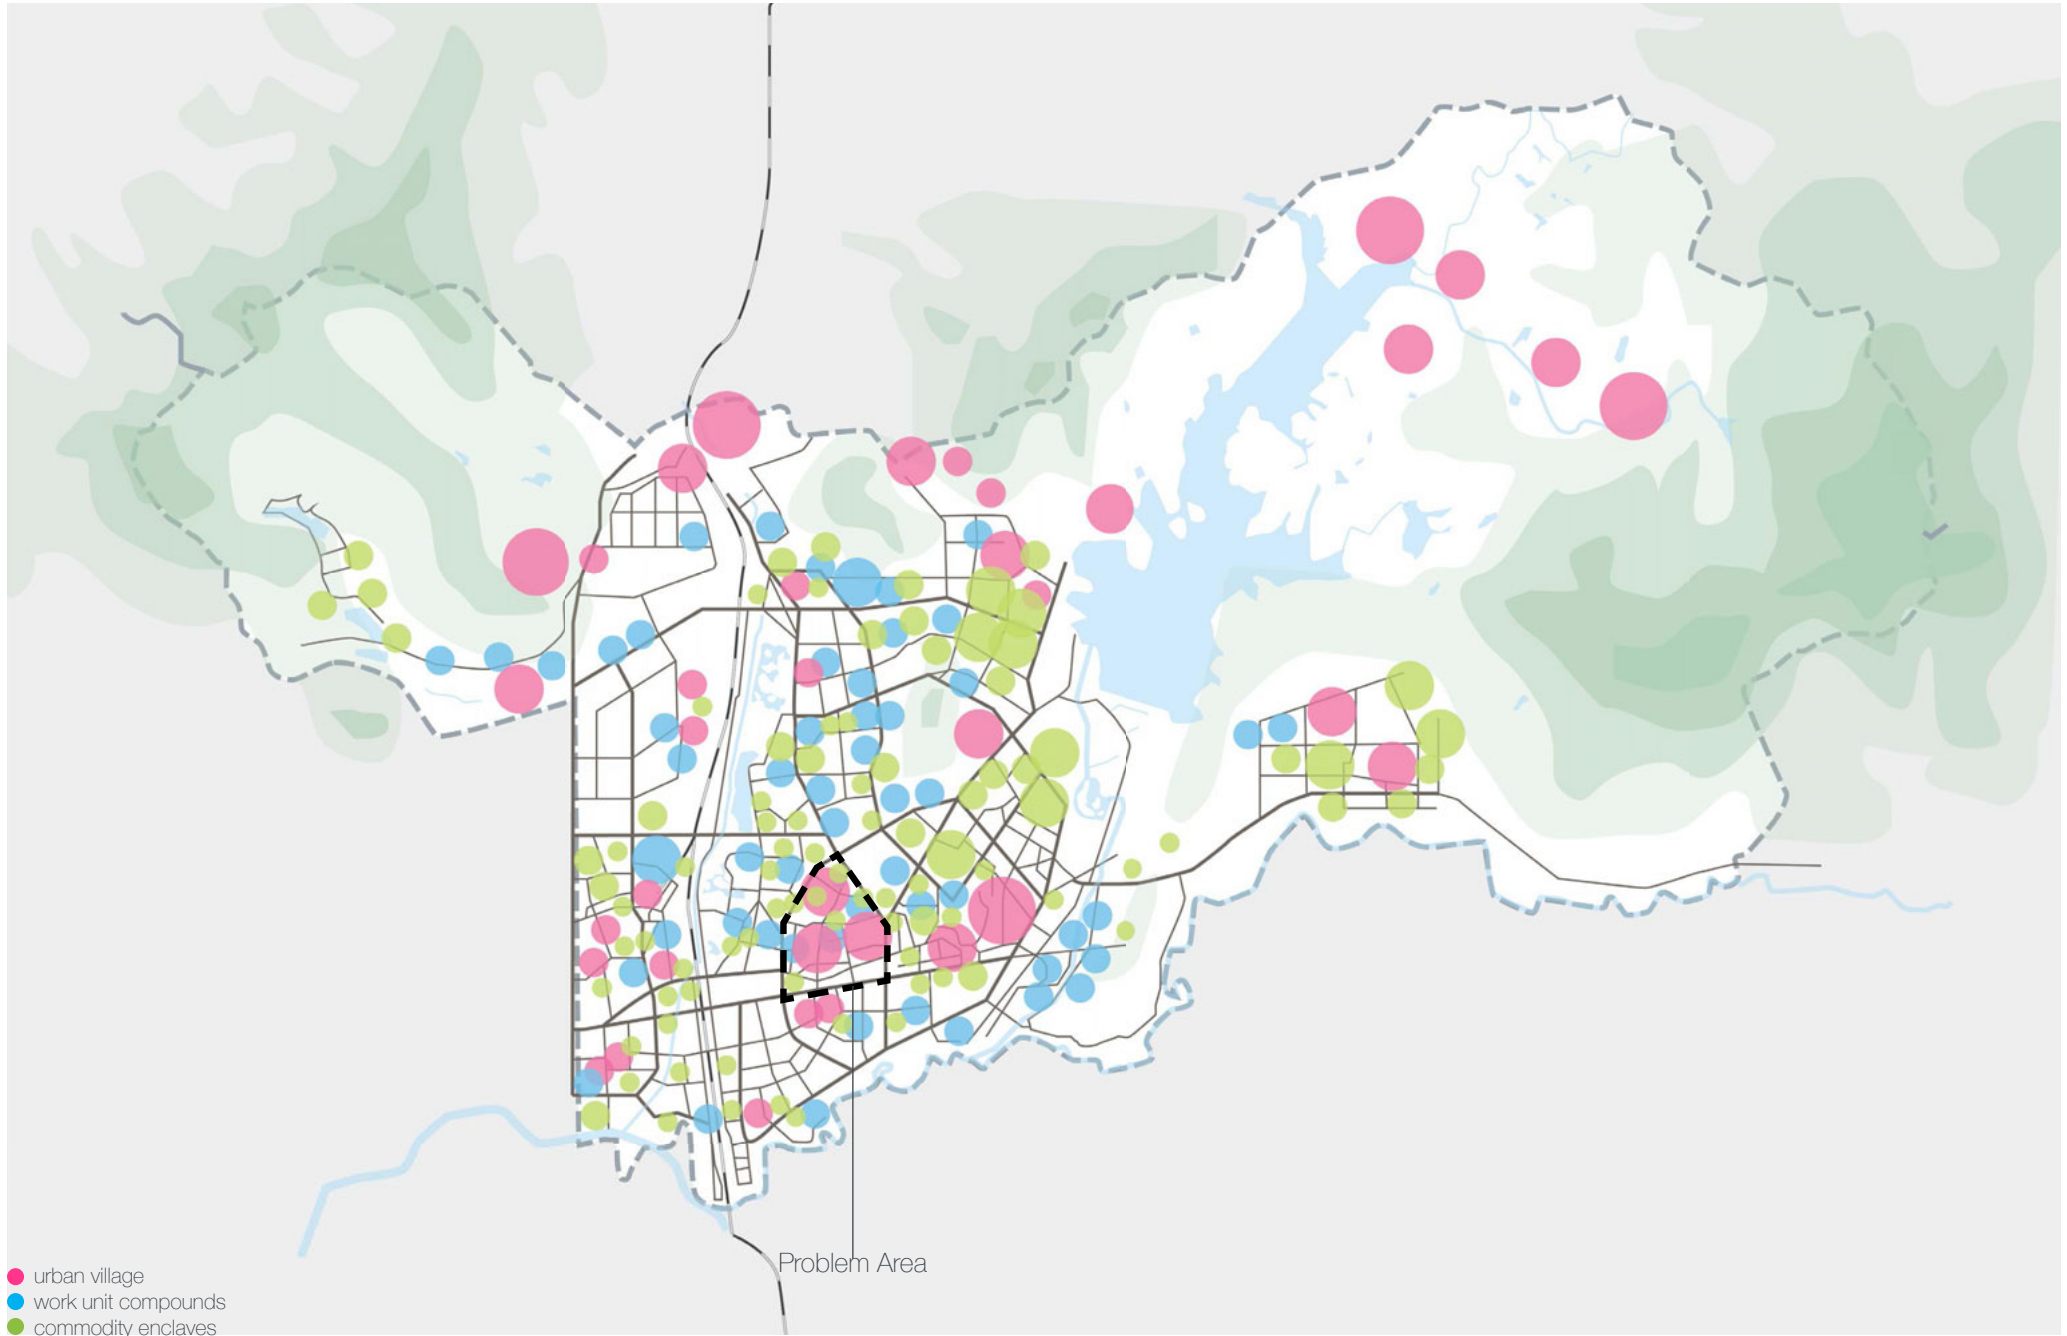 Problem Area
urban village
work unit compounds
commodity enclaves